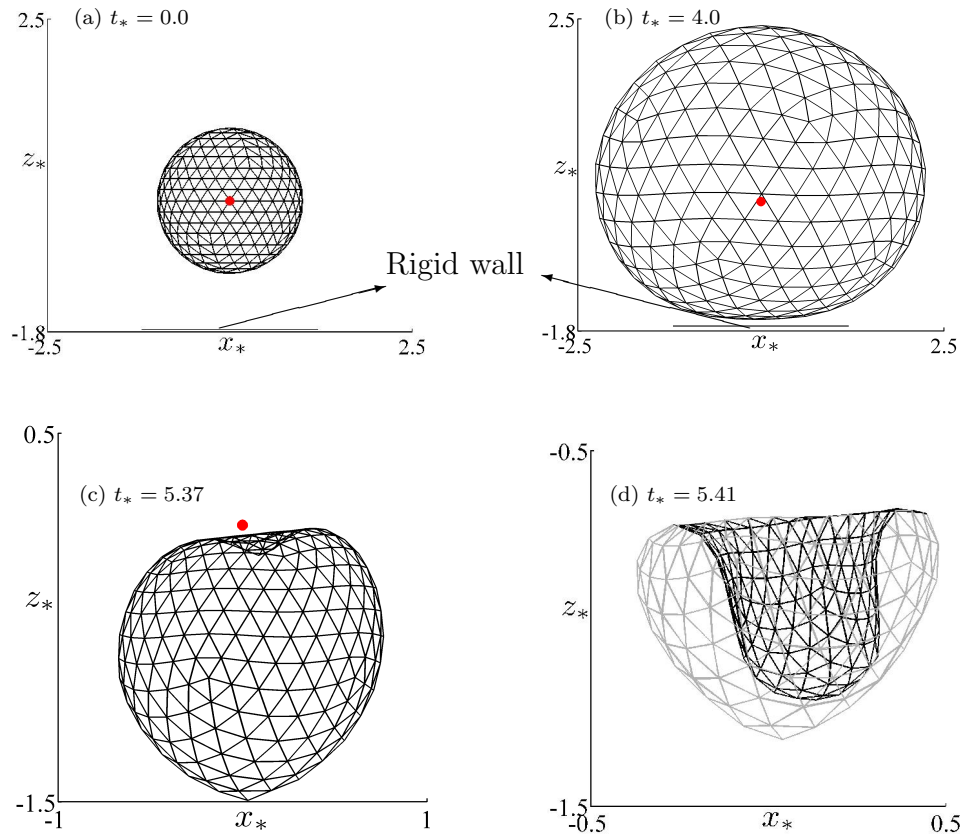 2.5
(a) t* = 0.0
z*
-1.8
-2.5
x*
2.5
2.5
(b) t* = 4.0
z*
-1.8
-2.5
x*
2.5
Rigid wall
0.5
(c) t* = 5.37
z*
-1.5
-1
x*
1
-0.5
(d) t* = 5.41
z*
-1.5
-0.5
x*
0.5